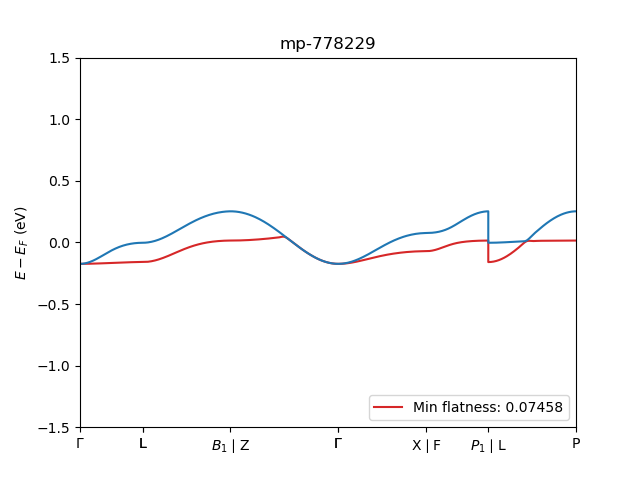 mp-778229
1.5
1.0
0.5
0.0
−0.5
−1.0
−1.5
E − E_F (eV)
Min flatness: 0.07458
Γ L B₁ | Z Γ X | F P₁ | L P